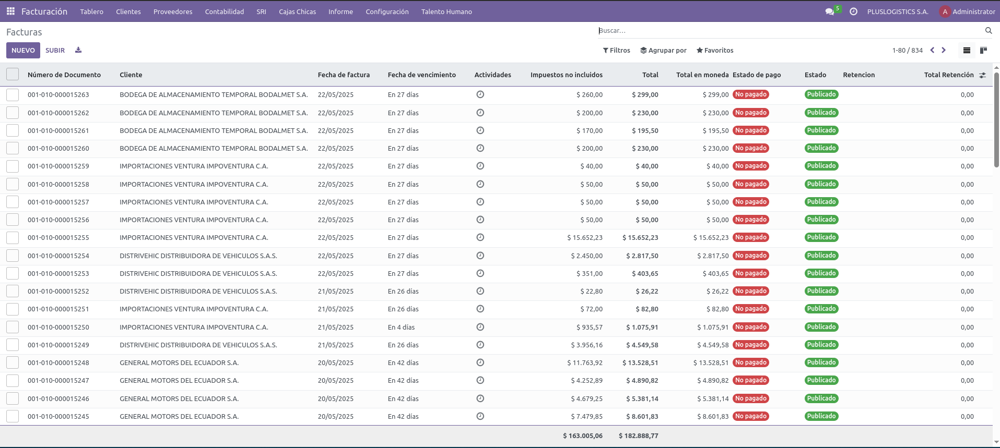 Facturación Tablero Clientes Proveedores Contabilidad SRI Cajas Chicas Informe Configuración Talento Humano 5 PLUSLOGISTICS S.A. A Administrator
Facturas Buscar...
NUEVO SUBIR Filtros Agrupar por Favoritos 1-80 / 834
Número de Documento Cliente Fecha de factura Fecha de vencimiento Actividades Impuestos no incluidos Total Total en moneda Estado de pago Estado Retencion Total Retención
001-010-000015263 BODEGA DE ALMACENAMIENTO TEMPORAL BODALMET S.A. 22/05/2025 En 27 días $ 260,00 $ 299,00 $ 299,00 No pagado Publicado 0,00
001-010-000015262 BODEGA DE ALMACENAMIENTO TEMPORAL BODALMET S.A. 22/05/2025 En 27 días $ 200,00 $ 230,00 $ 230,00 No pagado Publicado 0,00
001-010-000015261 BODEGA DE ALMACENAMIENTO TEMPORAL BODALMET S.A. 22/05/2025 En 27 días $ 170,00 $ 195,50 $ 195,50 No pagado Publicado 0,00
001-010-000015260 BODEGA DE ALMACENAMIENTO TEMPORAL BODALMET S.A. 22/05/2025 En 27 días $ 200,00 $ 230,00 $ 230,00 No pagado Publicado 0,00
001-010-000015259 IMPORTACIONES VENTURA IMPOVENTURA C.A. 22/05/2025 En 27 días $ 40,00 $ 40,00 $ 40,00 No pagado Publicado 0,00
001-010-000015258 IMPORTACIONES VENTURA IMPOVENTURA C.A. 22/05/2025 En 27 días $ 50,00 $ 50,00 $ 50,00 No pagado Publicado 0,00
001-010-000015257 IMPORTACIONES VENTURA IMPOVENTURA C.A. 22/05/2025 En 27 días $ 50,00 $ 50,00 $ 50,00 No pagado Publicado 0,00
001-010-000015256 IMPORTACIONES VENTURA IMPOVENTURA C.A. 22/05/2025 En 27 días $ 50,00 $ 50,00 $ 50,00 No pagado Publicado 0,00
001-010-000015255 IMPORTACIONES VENTURA IMPOVENTURA C.A. 22/05/2025 En 27 días $ 15.652,23 $ 15.652,23 $ 15.652,23 No pagado Publicado 0,00
001-010-000015254 DISTRIVEHIC DISTRIBUIDORA DE VEHICULOS S.A.S. 22/05/2025 En 27 días $ 2.450,00 $ 2.817,50 $ 2.817,50 No pagado Publicado 0,00
001-010-000015253 DISTRIVEHIC DISTRIBUIDORA DE VEHICULOS S.A.S. 22/05/2025 En 27 días $ 351,00 $ 403,65 $ 403,65 No pagado Publicado 0,00
001-010-000015252 DISTRIVEHIC DISTRIBUIDORA DE VEHICULOS S.A.S. 21/05/2025 En 26 días $ 22,80 $ 26,22 $ 26,22 No pagado Publicado 0,00
001-010-000015251 IMPORTACIONES VENTURA IMPOVENTURA C.A. 21/05/2025 En 26 días $ 72,00 $ 82,80 $ 82,80 No pagado Publicado 0,00
001-010-000015250 IMPORTACIONES VENTURA IMPOVENTURA C.A. 21/05/2025 En 4 días $ 935,57 $ 1.075,91 $ 1.075,91 No pagado Publicado 0,00
001-010-000015249 DISTRIVEHIC DISTRIBUIDORA DE VEHICULOS S.A.S. 21/05/2025 En 26 días $ 3.956,16 $ 4.549,58 $ 4.549,58 No pagado Publicado 0,00
001-010-000015248 GENERAL MOTORS DEL ECUADOR S.A. 20/05/2025 En 42 días $ 11.763,92 $ 13.528,51 $ 13.528,51 No pagado Publicado 0,00
001-010-000015247 GENERAL MOTORS DEL ECUADOR S.A. 20/05/2025 En 42 días $ 4.252,89 $ 4.890,82 $ 4.890,82 No pagado Publicado 0,00
001-010-000015246 GENERAL MOTORS DEL ECUADOR S.A. 20/05/2025 En 42 días $ 4.679,25 $ 5.381,14 $ 5.381,14 No pagado Publicado 0,00
001-010-000015245 GENERAL MOTORS DEL ECUADOR S.A. 20/05/2025 En 42 días $ 7.479,85 $ 8.601,83 $ 8.601,83 No pagado Publicado 0,00
$ 163.005,06 $ 182.888,77